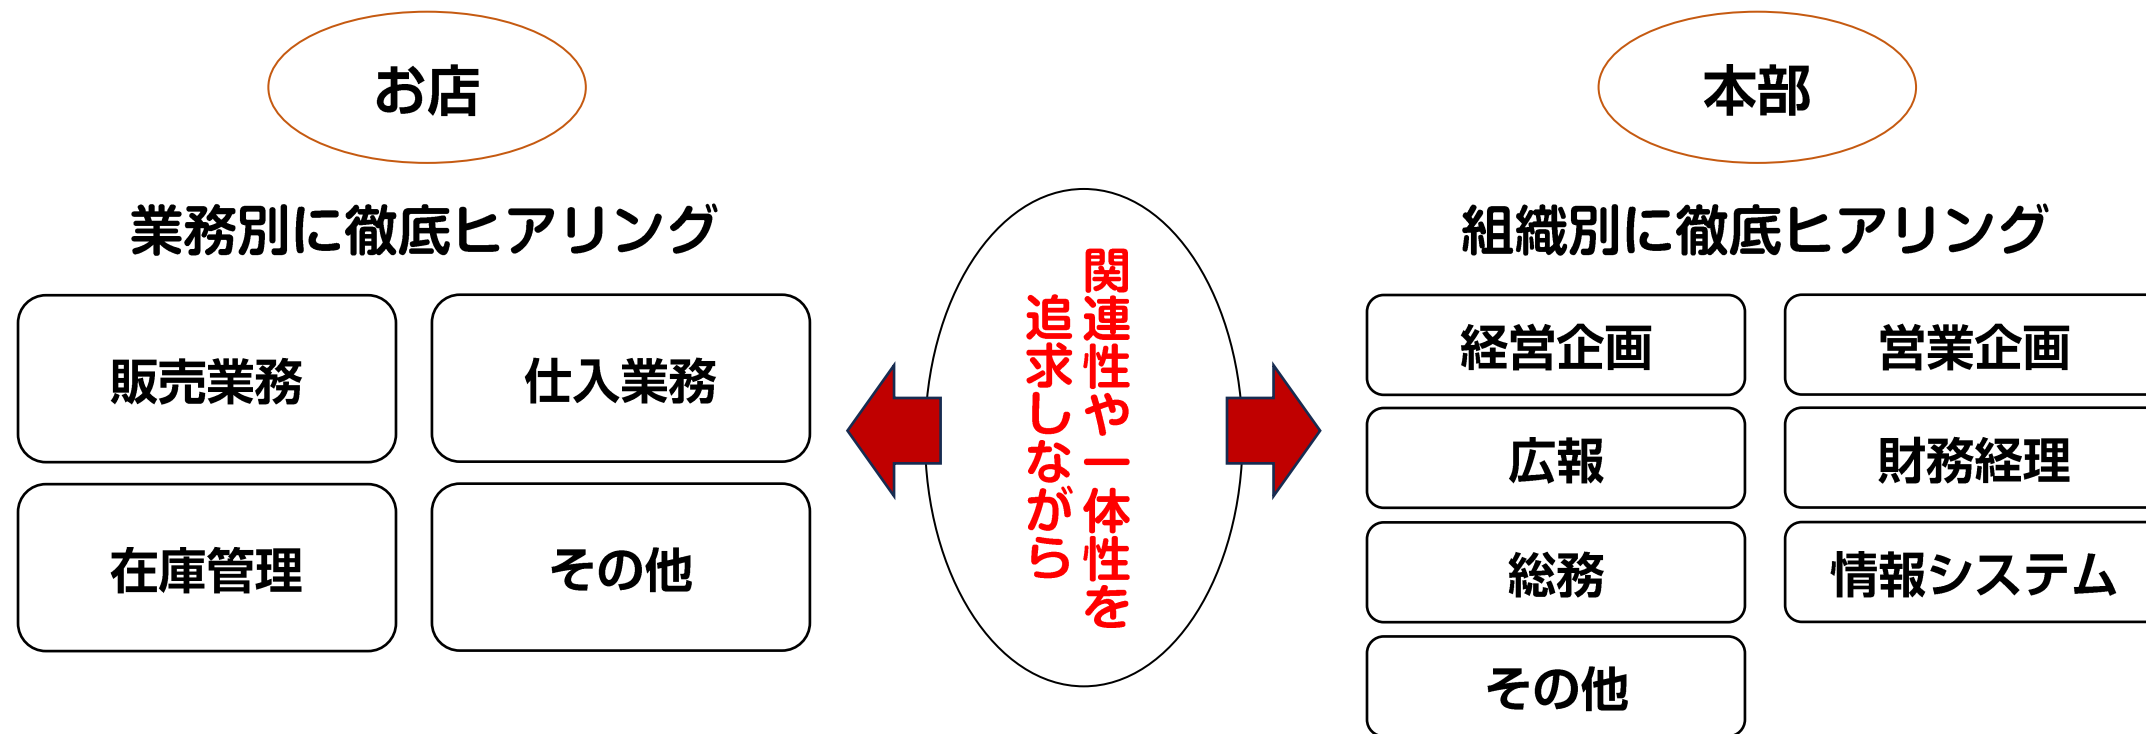 お店
業務別に徹底ヒアリング
販売業務
仕入業務
在庫管理
その他
関連性や一体性を
追求しながら
本部
組織別に徹底ヒアリング
経営企画
営業企画
広報
財務経理
総務
情報システム
その他